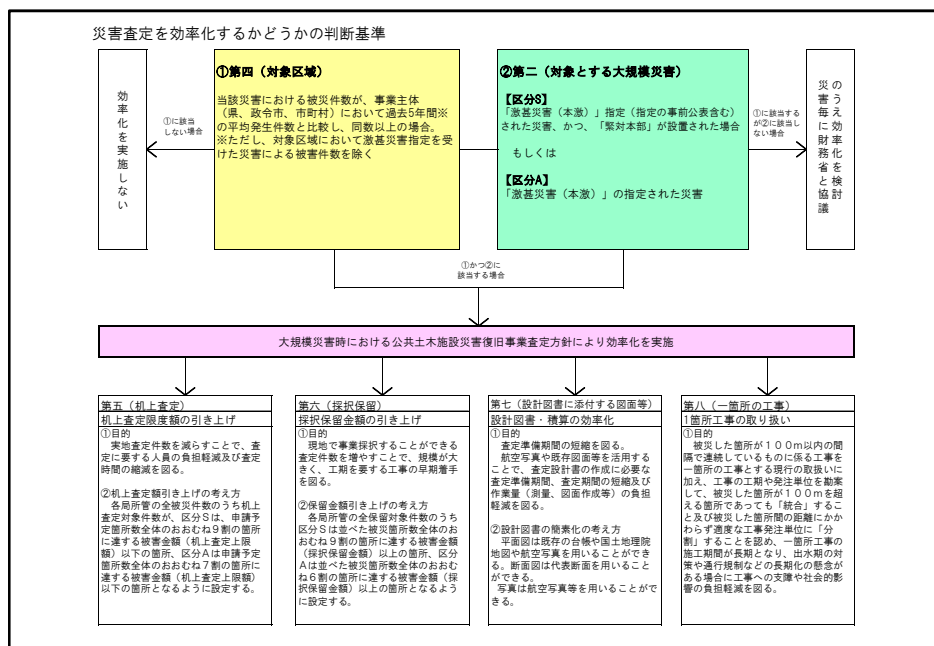 災害査定を効率化するかどうかの判断基準
効率化を実施しない
①に該当
しない場合
①第四（対象区域）
当該災害における被災件数が、事業主体
（県、政令市、市町村）において過去5年間※
の平均発生件数と比較し、同数以上の場合。
※ただし、対象区域において激甚災害指定を受
けた災害による被害件数を除く
②第二（対象とする大規模災害）
【区分S】
「激甚災害（本激）」指定（指定の事前公表含む）
された災害、かつ、「緊対本部」が設置された場合
もしくは
【区分A】
「激甚災害（本激）」の指定された災害
①に該当する
が②に該当し
ない場合
災害毎に財務省と協議
のうえ効率化を検討
①かつ②に
該当する場合
大規模災害時における公共土木施設災害復旧事業査定方針により効率化を実施
第五（机上査定）
机上査定限度額の引き上げ
①目的
実地査定件数を減らすことで、査
定に要する人員の負担軽減及び査定
時間の縮減を図る。
②机上査定額引き上げの考え方
各局所管の全被災件数のうち机上
査定対象件数が、区分Sは、申請予
定箇所数全体のおおむね９割の箇所
に達する被害金額（机上査定上限
額）以下の箇所、区分Aは申請予定
箇所数全体のおおむね７割の箇所に
達する被害金額（机上査定上限額）
以下の箇所となるように設定する。
第六（採択保留）
採択保留金額の引き上げ
①目的
現地で事業採択することができる
査定件数を増やすことで、規模が大
きく、工期を要する工事の早期着手
を図る。
②保留金額引き上げの考え方
各局所管の全保留対象件数のうち
区分Sは並べた被災箇所数全体のお
おむね９割の箇所に達する被害金額
（採択保留額）以上の箇所、区分
Aは並べた被災箇所数全体のおおむ
ね６割の箇所に達する被害金額（採
択保留額）以上の箇所となるように
設定する。
第七（設計図書に添付する図面等）
設計図書・積算の効率化
①目的
査定準備期間の短縮を図る。
航空写真や既存図面等を活用する
ことで、査定設計書の作成に必要な
査定準備期間、査定期間の短縮及び
作業量（測量、図面作成等）の負担
軽減を図る。
②設計図書の簡素化の考え方
平面図は既存の台帳や国土地理院
地図や航空写真を用いることができ
る。断面図は代表断面を用いること
ができる。
写真は航空写真等を用いることがで
きる。
第八（一箇所の工事）
1箇所工事の取り扱い
①目的
被災した箇所が１００ｍ以内の間
隔で連続しているものに係る工事を
一箇所の工事とする現行の取扱いに
加え、工事の工期や発注単位を勘案
して、被災した箇所が１００ｍを超
える箇所であっても「統合」するこ
と及び被災した箇所間の距離にかか
わらず適度な工事発注単位に「分
割」することを認め、一箇所工事の
施工期間が長期となり、出水期の対
策や通行規制などの長期化の懸念が
ある場合に工事への支障や社会的影
響の負担軽減を図る。